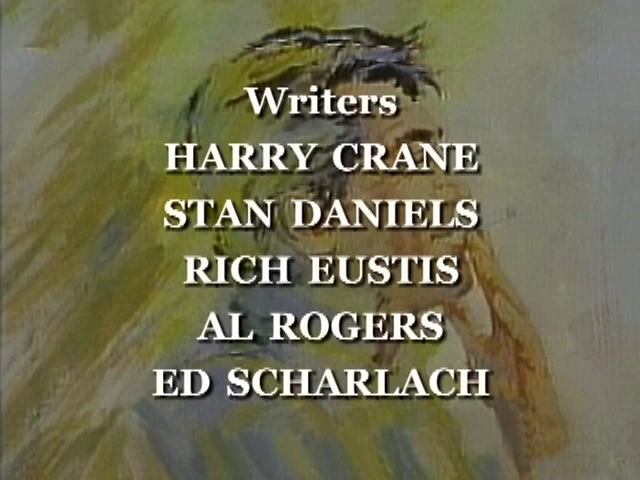 Writers
HARRY CRANE
STAN DANIELS
RICH EUSTIS
AL ROGERS
ED SCHARLACH